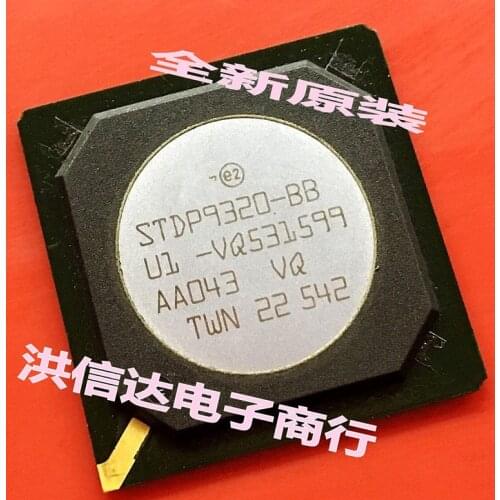 全新原装
e2
STDP9320-BB
U1 -VQ531599
AA043 VQ
TWN 22 542
洪信达电子商行